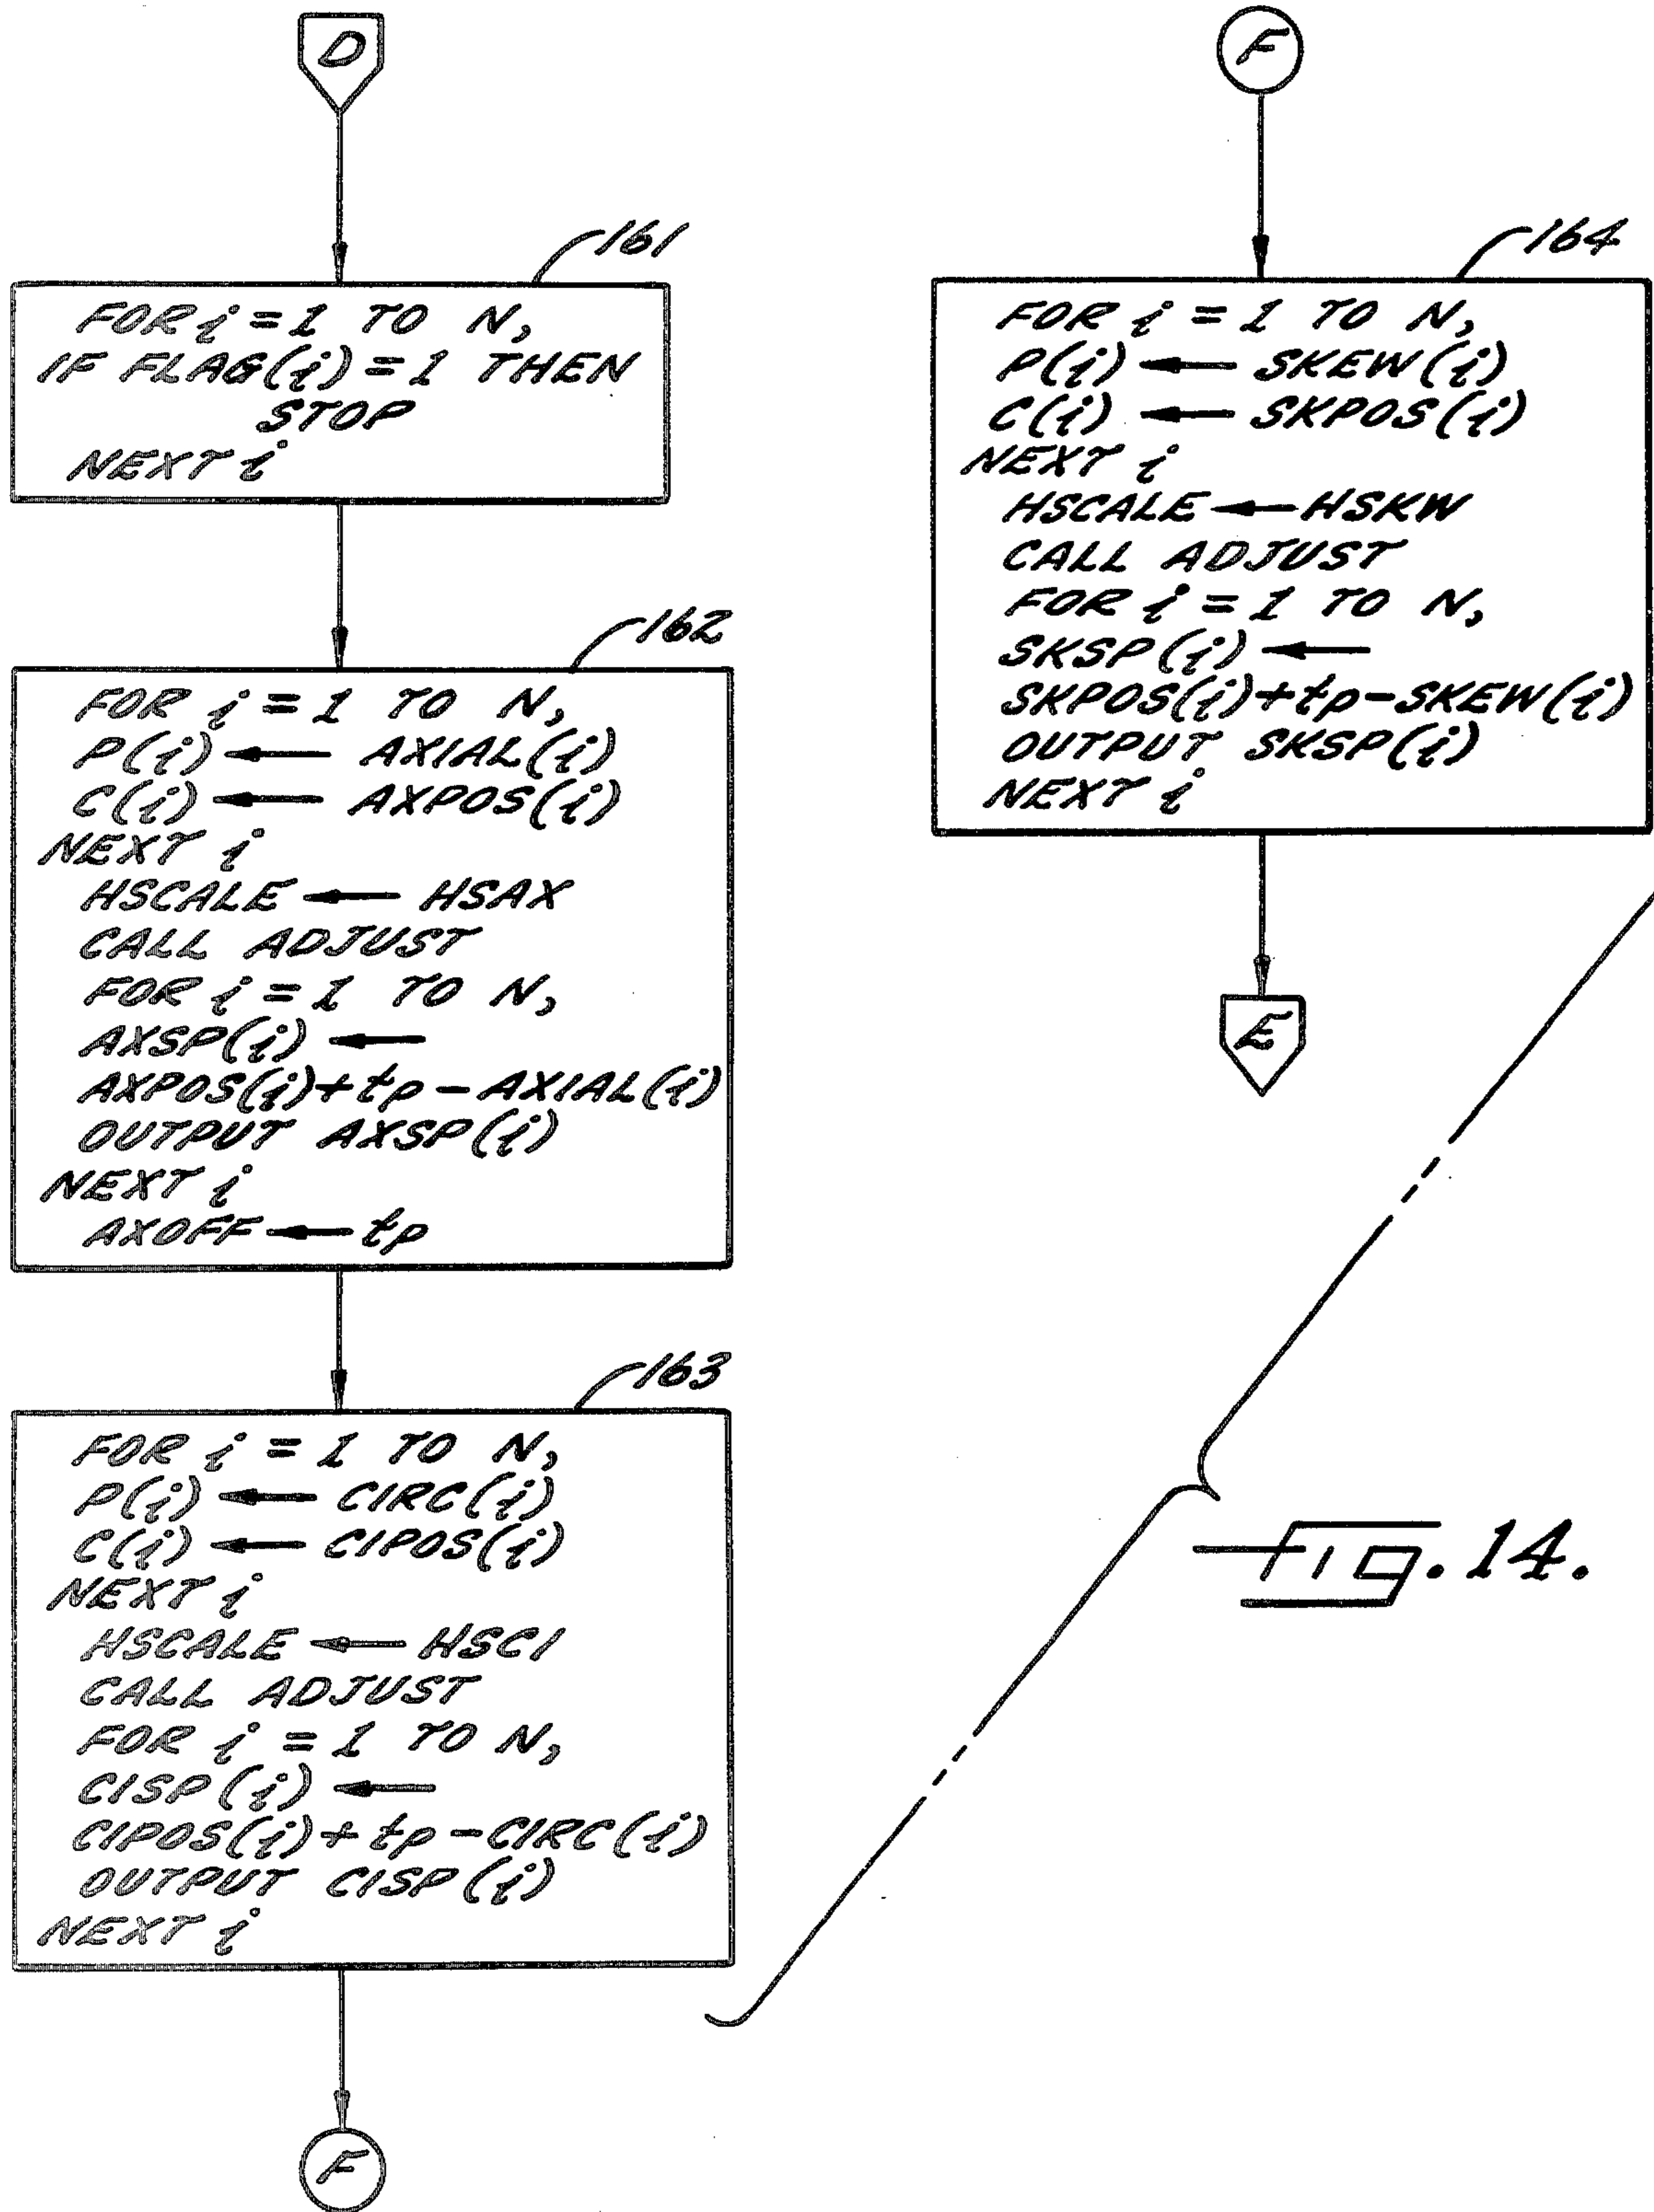 D
161
FOR i = 1 TO N,
IF FLAG(i) = 1 THEN
STOP
NEXT i
162
FOR i = 1 TO N,
P(i) ← AXIAL(i)
C(i) ← AXPOS(i)
NEXT i
HSCALE ← HSAX
CALL ADJUST
FOR i = 1 TO N,
AXSP(i) ←
AXPOS(i)+tp-AXIAL(i)
OUTPUT AXSP(i)
NEXT i
AXOFF ← tp
163
FOR i = 1 TO N,
P(i) ← CIRC(i)
C(i) ← CIPOS(i)
NEXT i
HSCALE ← HSCI
CALL ADJUST
FOR i = 1 TO N,
CISP(i) ←
CIPOS(i)+tp-CIRC(i)
OUTPUT CISP(i)
NEXT i
F
F
164
FOR i = 1 TO N,
P(i) ← SKEW(i)
C(i) ← SKPOS(i)
NEXT i
HSCALE ← HSKW
CALL ADJUST
FOR i = 1 TO N,
SKSP(i) ←
SKPOS(i)+tp-SKEW(i)
OUTPUT SKSP(i)
NEXT i
E
Fig. 14.